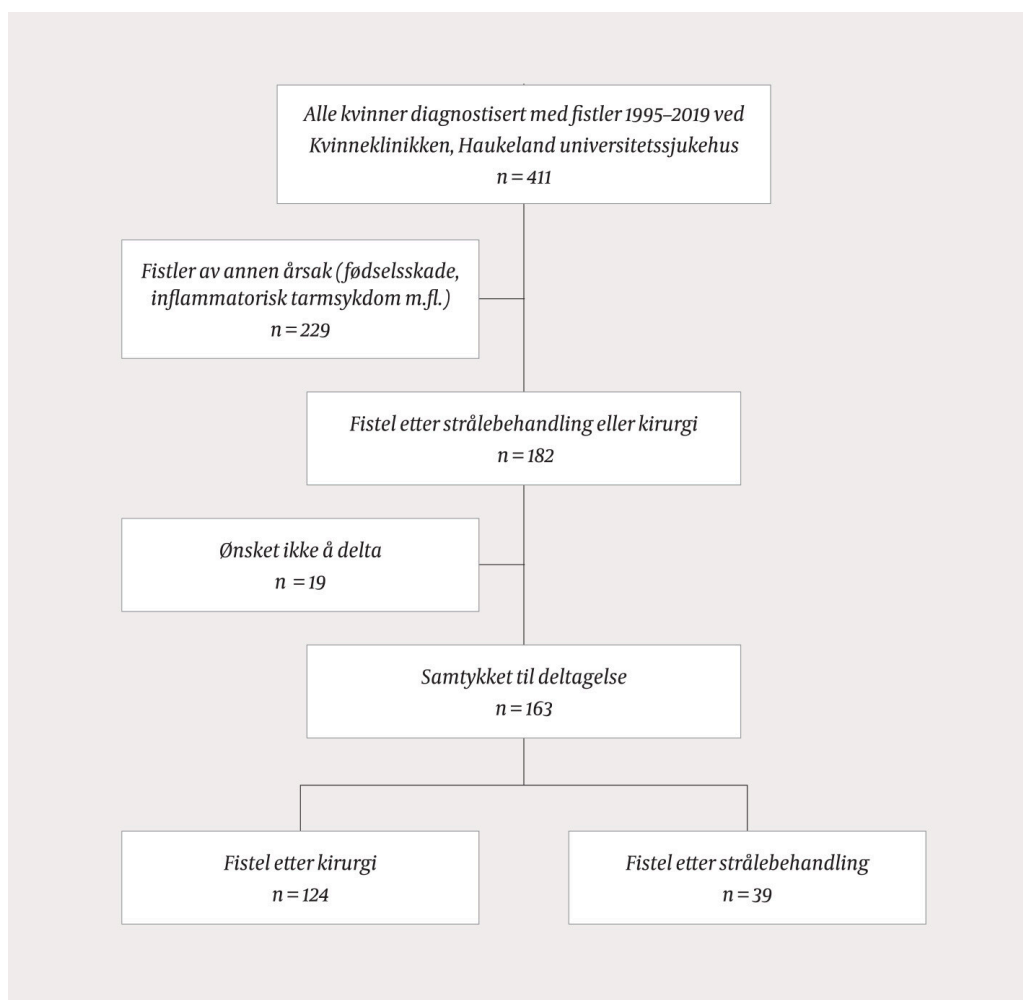 Alle kvinner diagnostisert med fistler 1995–2019 ved
Kvinneklinikken, Haukeland universitetssjukehus
n = 411
Fistler av annen årsak (fødselsskade,
inflammatorisk tarmsykdom m.fl.)
n = 229
Fistel etter strålebehandling eller kirurgi
n = 182
Ønsket ikke å delta
n = 19
Samtykket til deltagelse
n = 163
Fistel etter kirurgi
n = 124
Fistel etter strålebehandling
n = 39